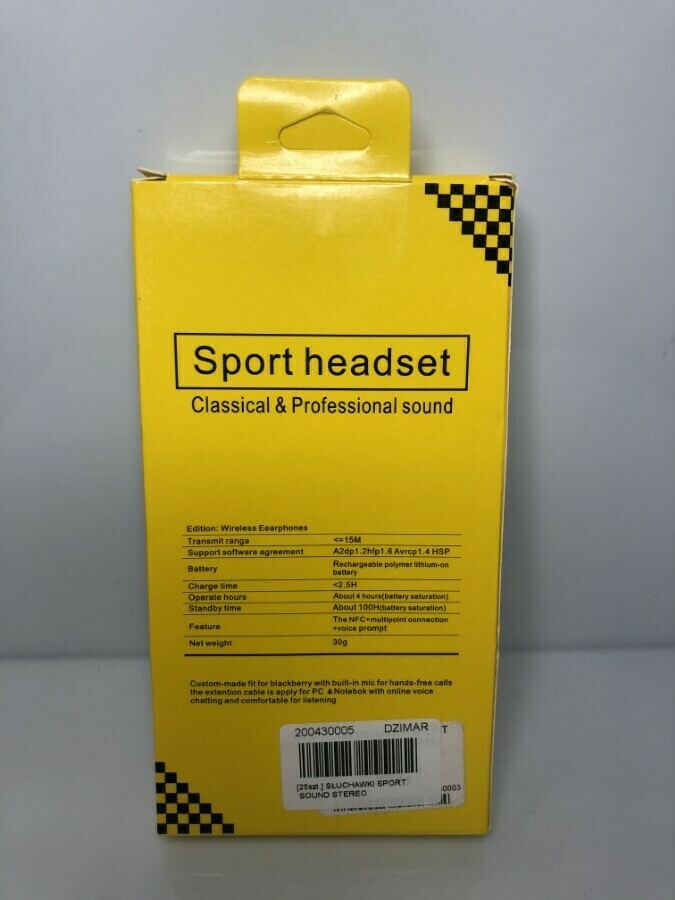 Sport headset
Classical & Professional sound
Edition: Wireless Eearphones
Transmit range <=15M
Support software agreement A2dp1.2hfp1.6 Avrcp1.4 HSP
Battery Rechargeable polymer lithium-on
battery
Charge time <2.5H
Operate hours About 4 hours(battery saturation)
Standby time About 100H(battery saturation)
Feature The NFC+multipoint connection
+voice prompt
Net weight 30g
Custom-made fit for blackberry with built-in mic for hands-free calls
the extention cable is apply for PC &Notebok with online voice
chatting and comfortable for listening
200430005 DZIMAR T
[25szt.] SŁUCHAWKI SPORT
SOUND STEREO
0003